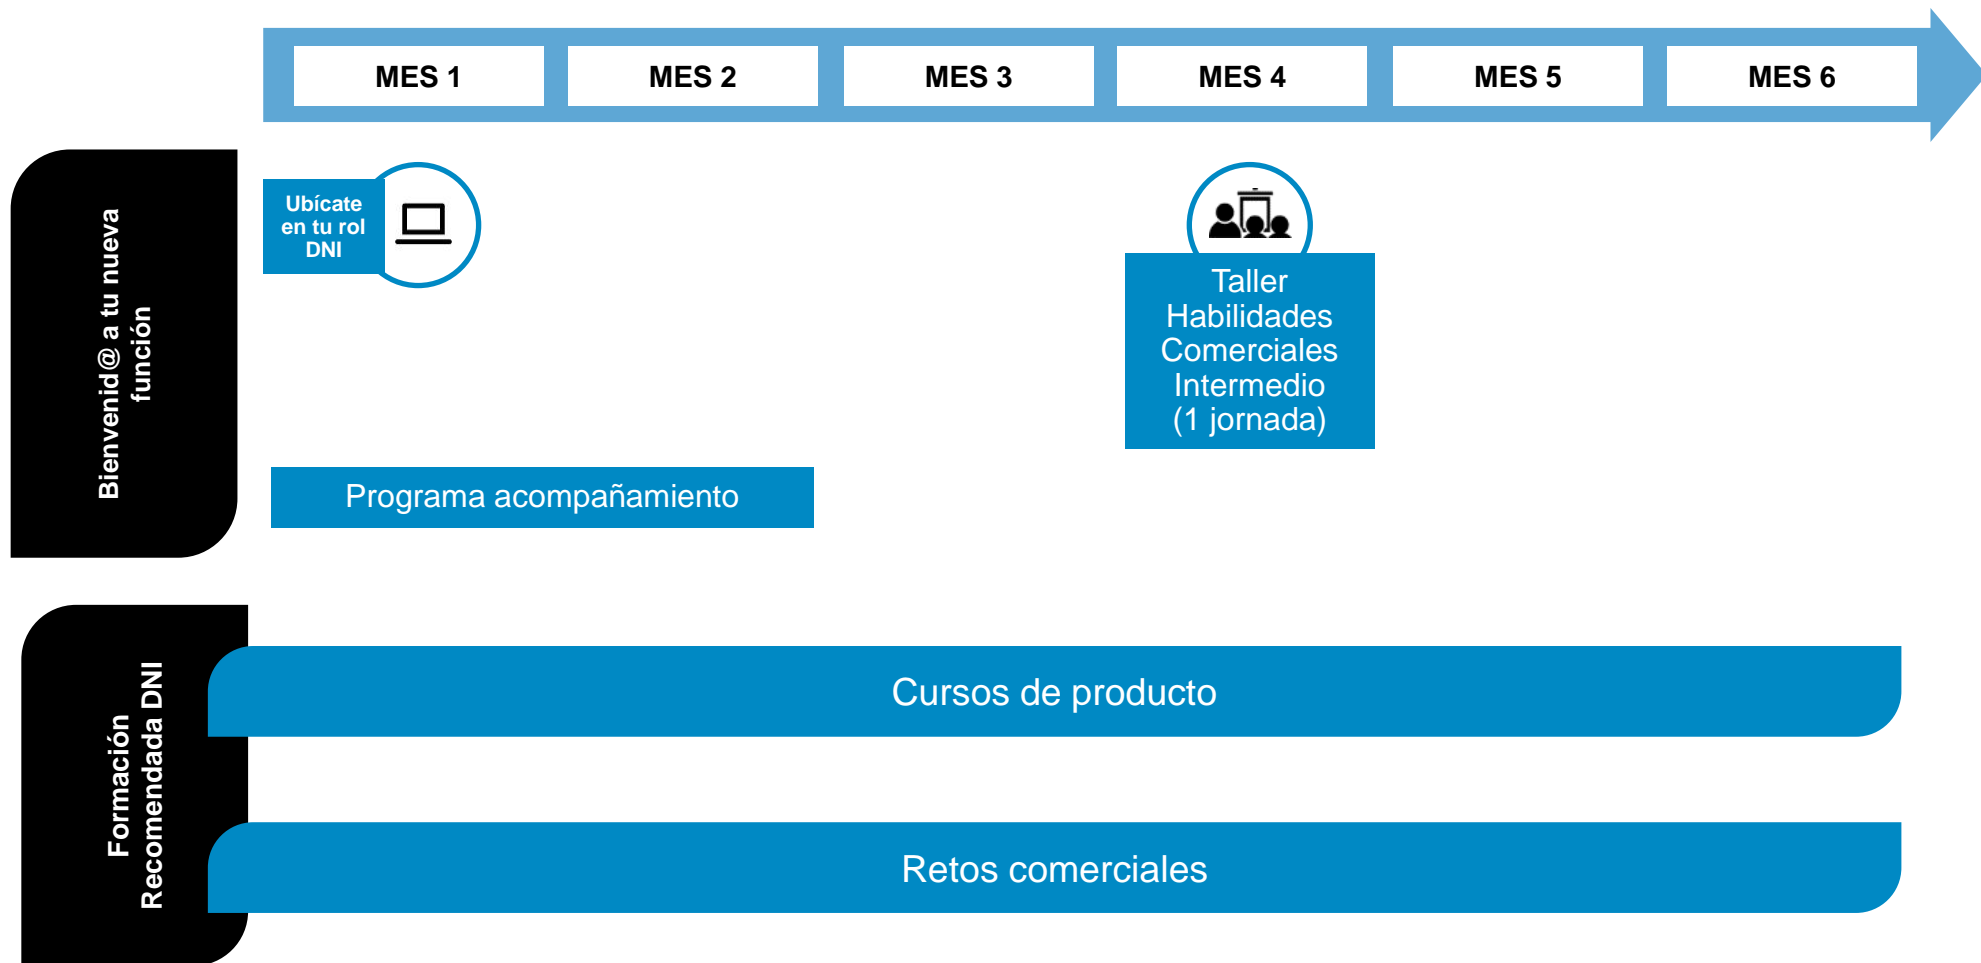 MES 1
MES 2
MES 3
MES 4
MES 5
MES 6
Bienvenid@ a tu nueva
función
Ubícate
en tu rol
DNI
Taller
Habilidades
Comerciales
Intermedio
(1 jornada)
Programa acompañamiento
Formación
Recomendada DNI
Cursos de producto
Retos comerciales